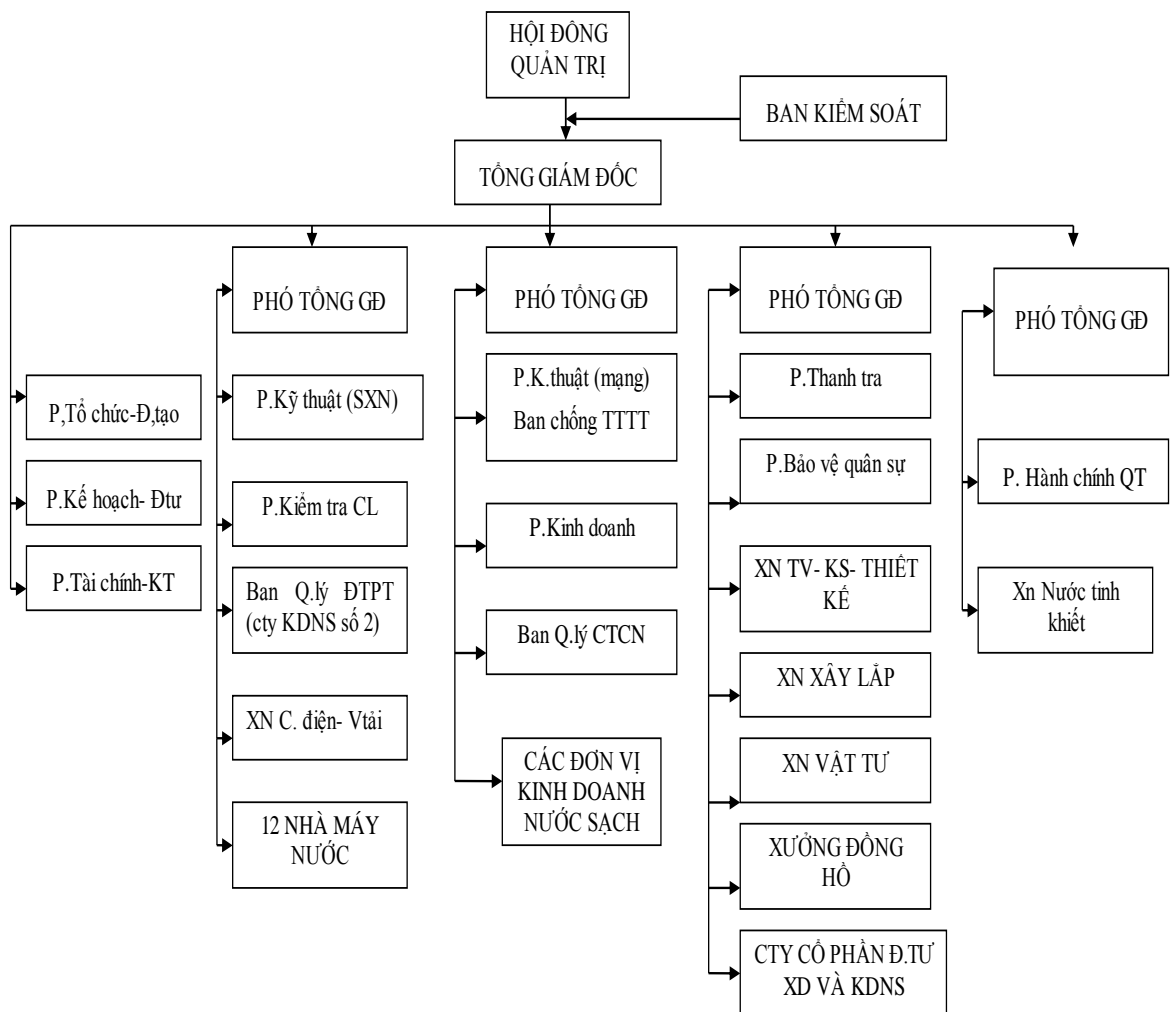 HỘI ĐÔNG
QUẢN TRỊ
BAN KIỂM SOÁT
TỔNG GIÁM ĐỐC
PHÓ TỔNG GĐ
PHÓ TỔNG GĐ
PHÓ TỔNG GĐ
PHÓ TỔNG GĐ
P,Tổ chức-Đ,tạo
P.Kế hoạch- Đtư
P.Tài chính-KT
P.Kỹ thuật (SXN)
P.Kiểm tra CL
Ban Q.lý ĐTPT
(cty KDNS số 2)
XN C. điện- Vtải
12 NHÀ MÁY
NƯỚC
P.K.thuật (mạng)
Ban chống TTTT
P.Kinh doanh
Ban Q.lý CTCN
CÁC ĐƠN VỊ
KINH DOANH
NƯỚC SẠCH
P.Thanh tra
P.Bảo vệ quân sự
XN TV- KS- THIẾT
KẾ
XN XÂY LẮP
XN VẬT TƯ
XƯỞNG ĐỒNG
HỒ
CTY CỔ PHẦN Đ.TƯ
XD VÀ KDNS
P. Hành chính QT
Xn Nước tinh
khiết